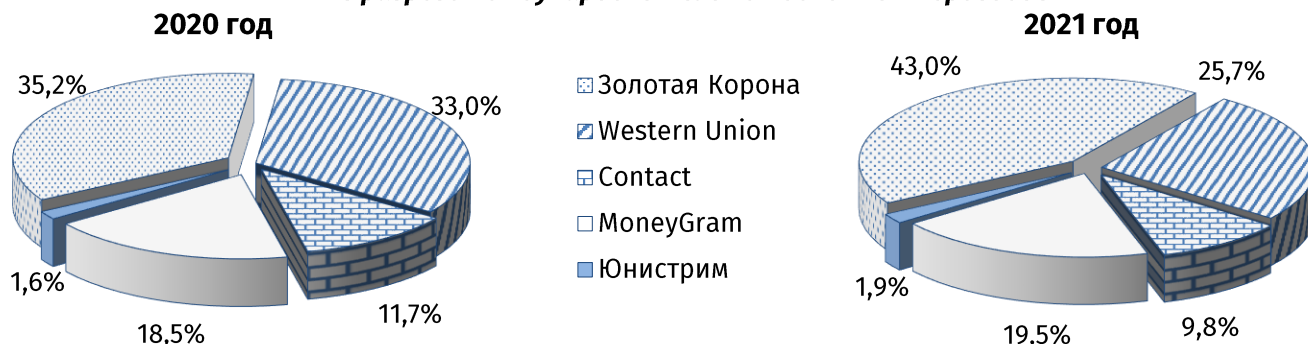 2020 год
2021 год
35,2%
33,0%
1,6%
18,5%
11,7%
Золотая Корона
Western Union
Contact
MoneyGram
Юнистрим
43,0%
25,7%
1,9%
19,5%
9,8%